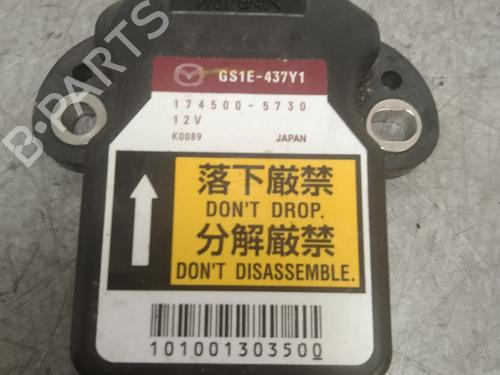 GS1E-437Y1
174500-5730
12V
K0089 JAPAN
落下厳禁
DON'T DROP.
分解厳禁
DON'T DISASSEMBLE.
101001303500
B-PARTS